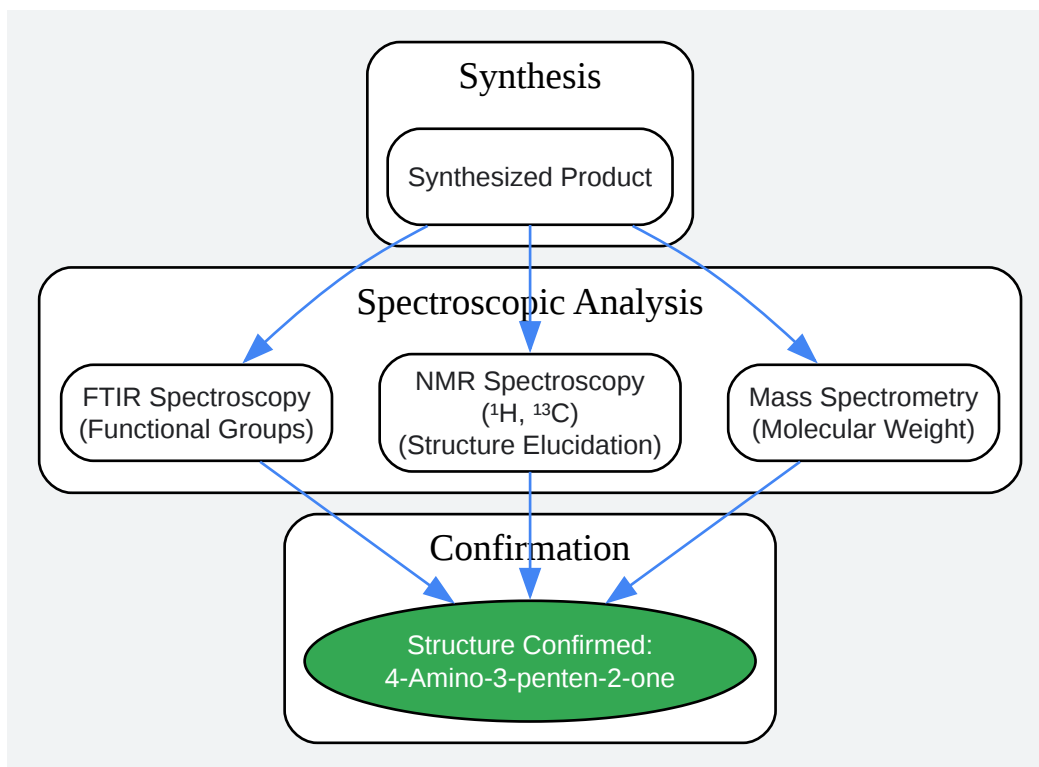 Synthesis
Synthesized Product
Spectroscopic Analysis
FTIR Spectroscopy
(Functional Groups)
NMR Spectroscopy
(¹H, ¹³C)
(Structure Elucidation)
Mass Spectrometry
(Molecular Weight)
Confirmation
Structure Confirmed:
4-Amino-3-penten-2-one